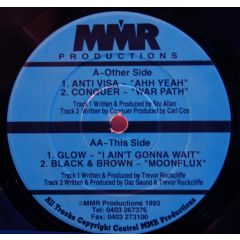 MMR
PRODUCTIONS
A-Other Side
1. ANTI VISA ~ "AHH YEAH"
2. CONQUER ~ "WAR PATH"
Track 1 Written & Produced by Stu Allan
Track 2 Written by Conquer Produced by Carl Cox
AA-This Side
1. GLOW ~ "I AIN'T GONNA WAIT"
2. BLACK & BROWN ~ "MOONFLUX"
Track 1 Written & Produced by Trevor Rockcliffe
Track 2 Written & Produced by Daz Saund & Trevor Rockcliffe
©MMR Productions 1993
Tel: 0403 267376
Fax: 0403 273100
All Tracks Copyright Control MMR Productions